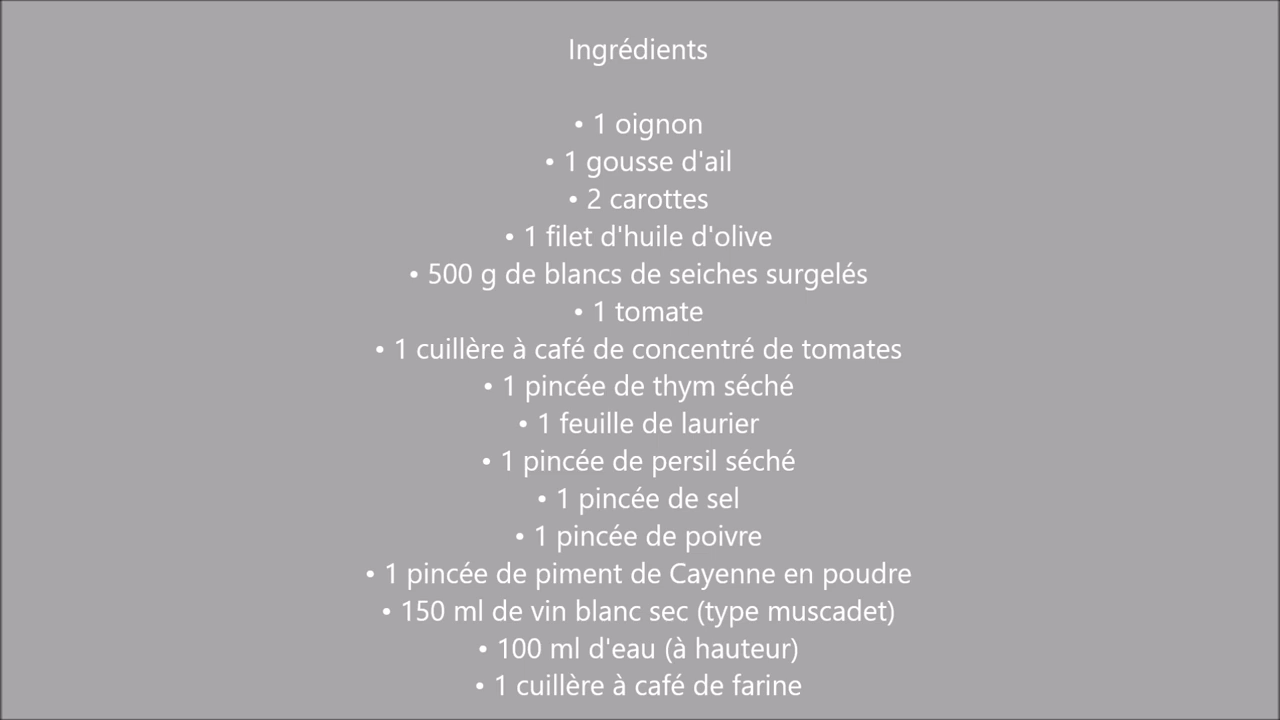 Ingrédients
• 1 oignon
• 1 gousse d'ail
• 2 carottes
• 1 filet d'huile d'olive
• 500 g de blancs de seiches surgelés
• 1 tomate
• 1 cuillère à café de concentré de tomates
• 1 pincée de thym séché
• 1 feuille de laurier
• 1 pincée de persil séché
• 1 pincée de sel
• 1 pincée de poivre
• 1 pincée de piment de Cayenne en poudre
• 150 ml de vin blanc sec (type muscadet)
• 100 ml d'eau (à hauteur)
• 1 cuillère à café de farine